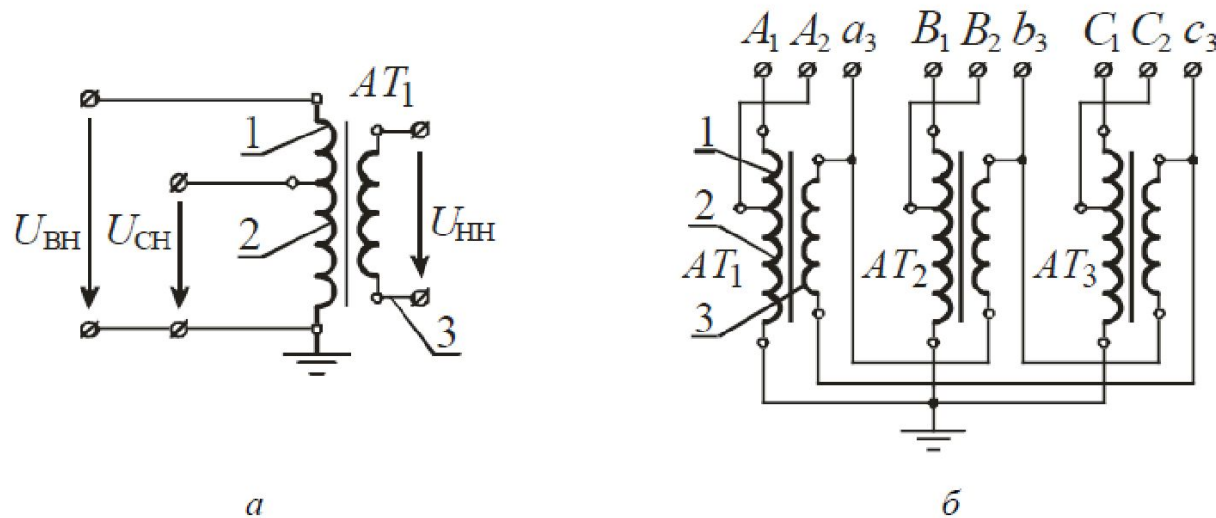 A₁ A₂ a₃ B₁ B₂ b₃ C₁ C₂ c₃
AT₁
1
2
U_ВН U_СН U_НН
3
1
2
AT₁ AT₂ AT₃
3
а б